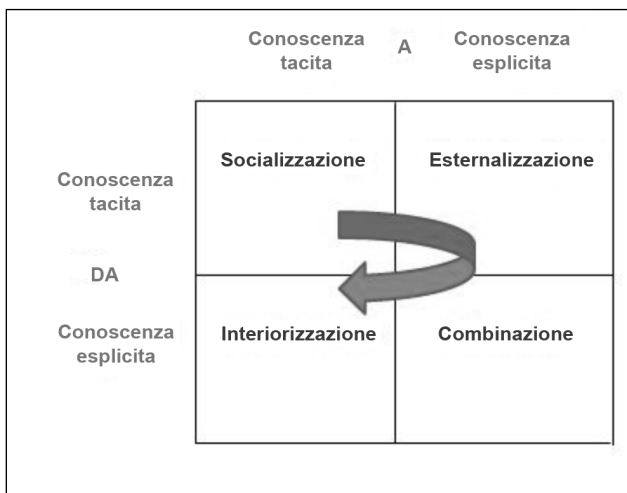 Conoscenza
tacita
A
Conoscenza
esplicita
Socializzazione
Esternalizzazione
Conoscenza
tacita
DA
Conoscenza
esplicita
Interiorizzazione
Combinazione